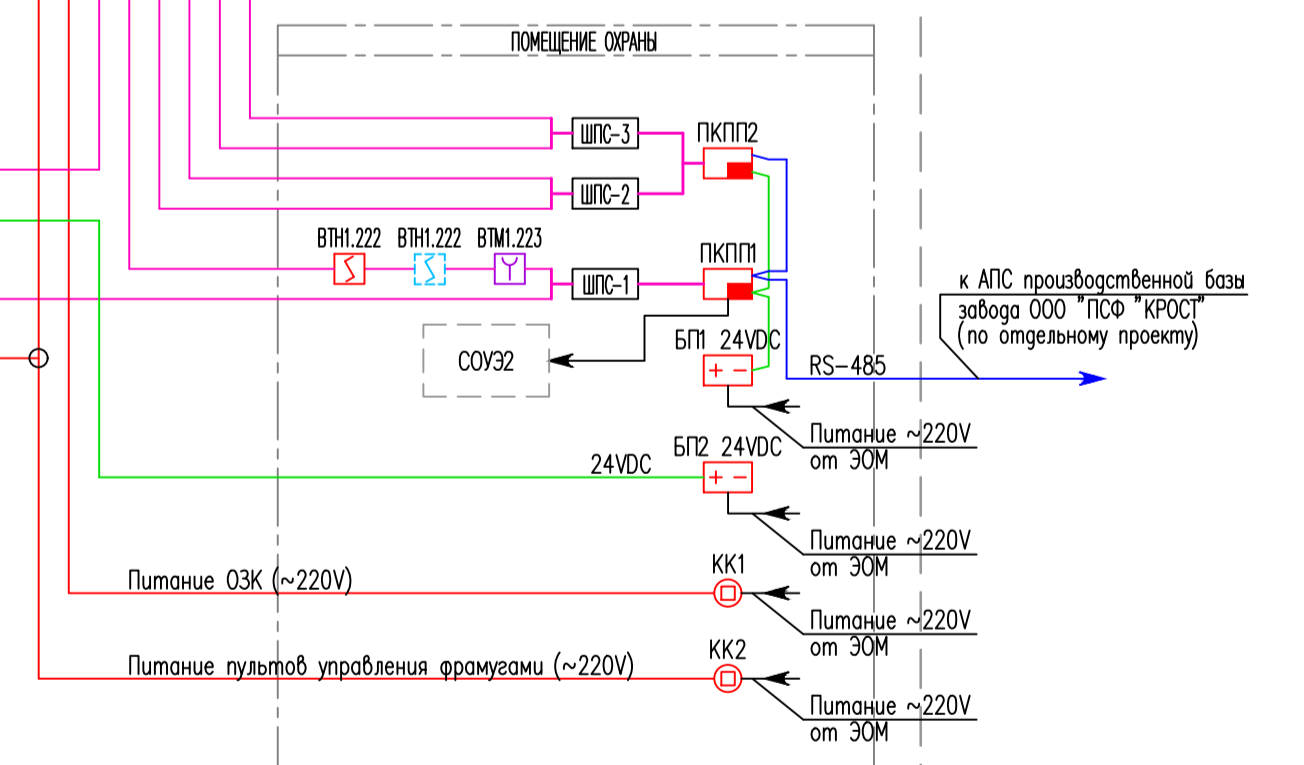 ПОМЕЩЕНИЕ ОХРАНЫ
ШПС-3
ПКПП2
ШПС-2
ВТН1.222 ВТН1.222 ВТМ1.223
ПКПП1
ШПС-1
к АПС производственной базы
завода ООО "ПСФ "КРОСТ"
(по отдельному проекту)
БП1 24VDC
СОУЭ2
RS-485
Питание ~220V
от ЭОМ
БП2 24VDC
24VDC
Питание ~220V
от ЭОМ
КК1
Питание ОЗК (~220V)
Питание ~220V
от ЭОМ
КК2
Питание пультов управления фрамугами (~220V)
Питание ~220V
от ЭОМ